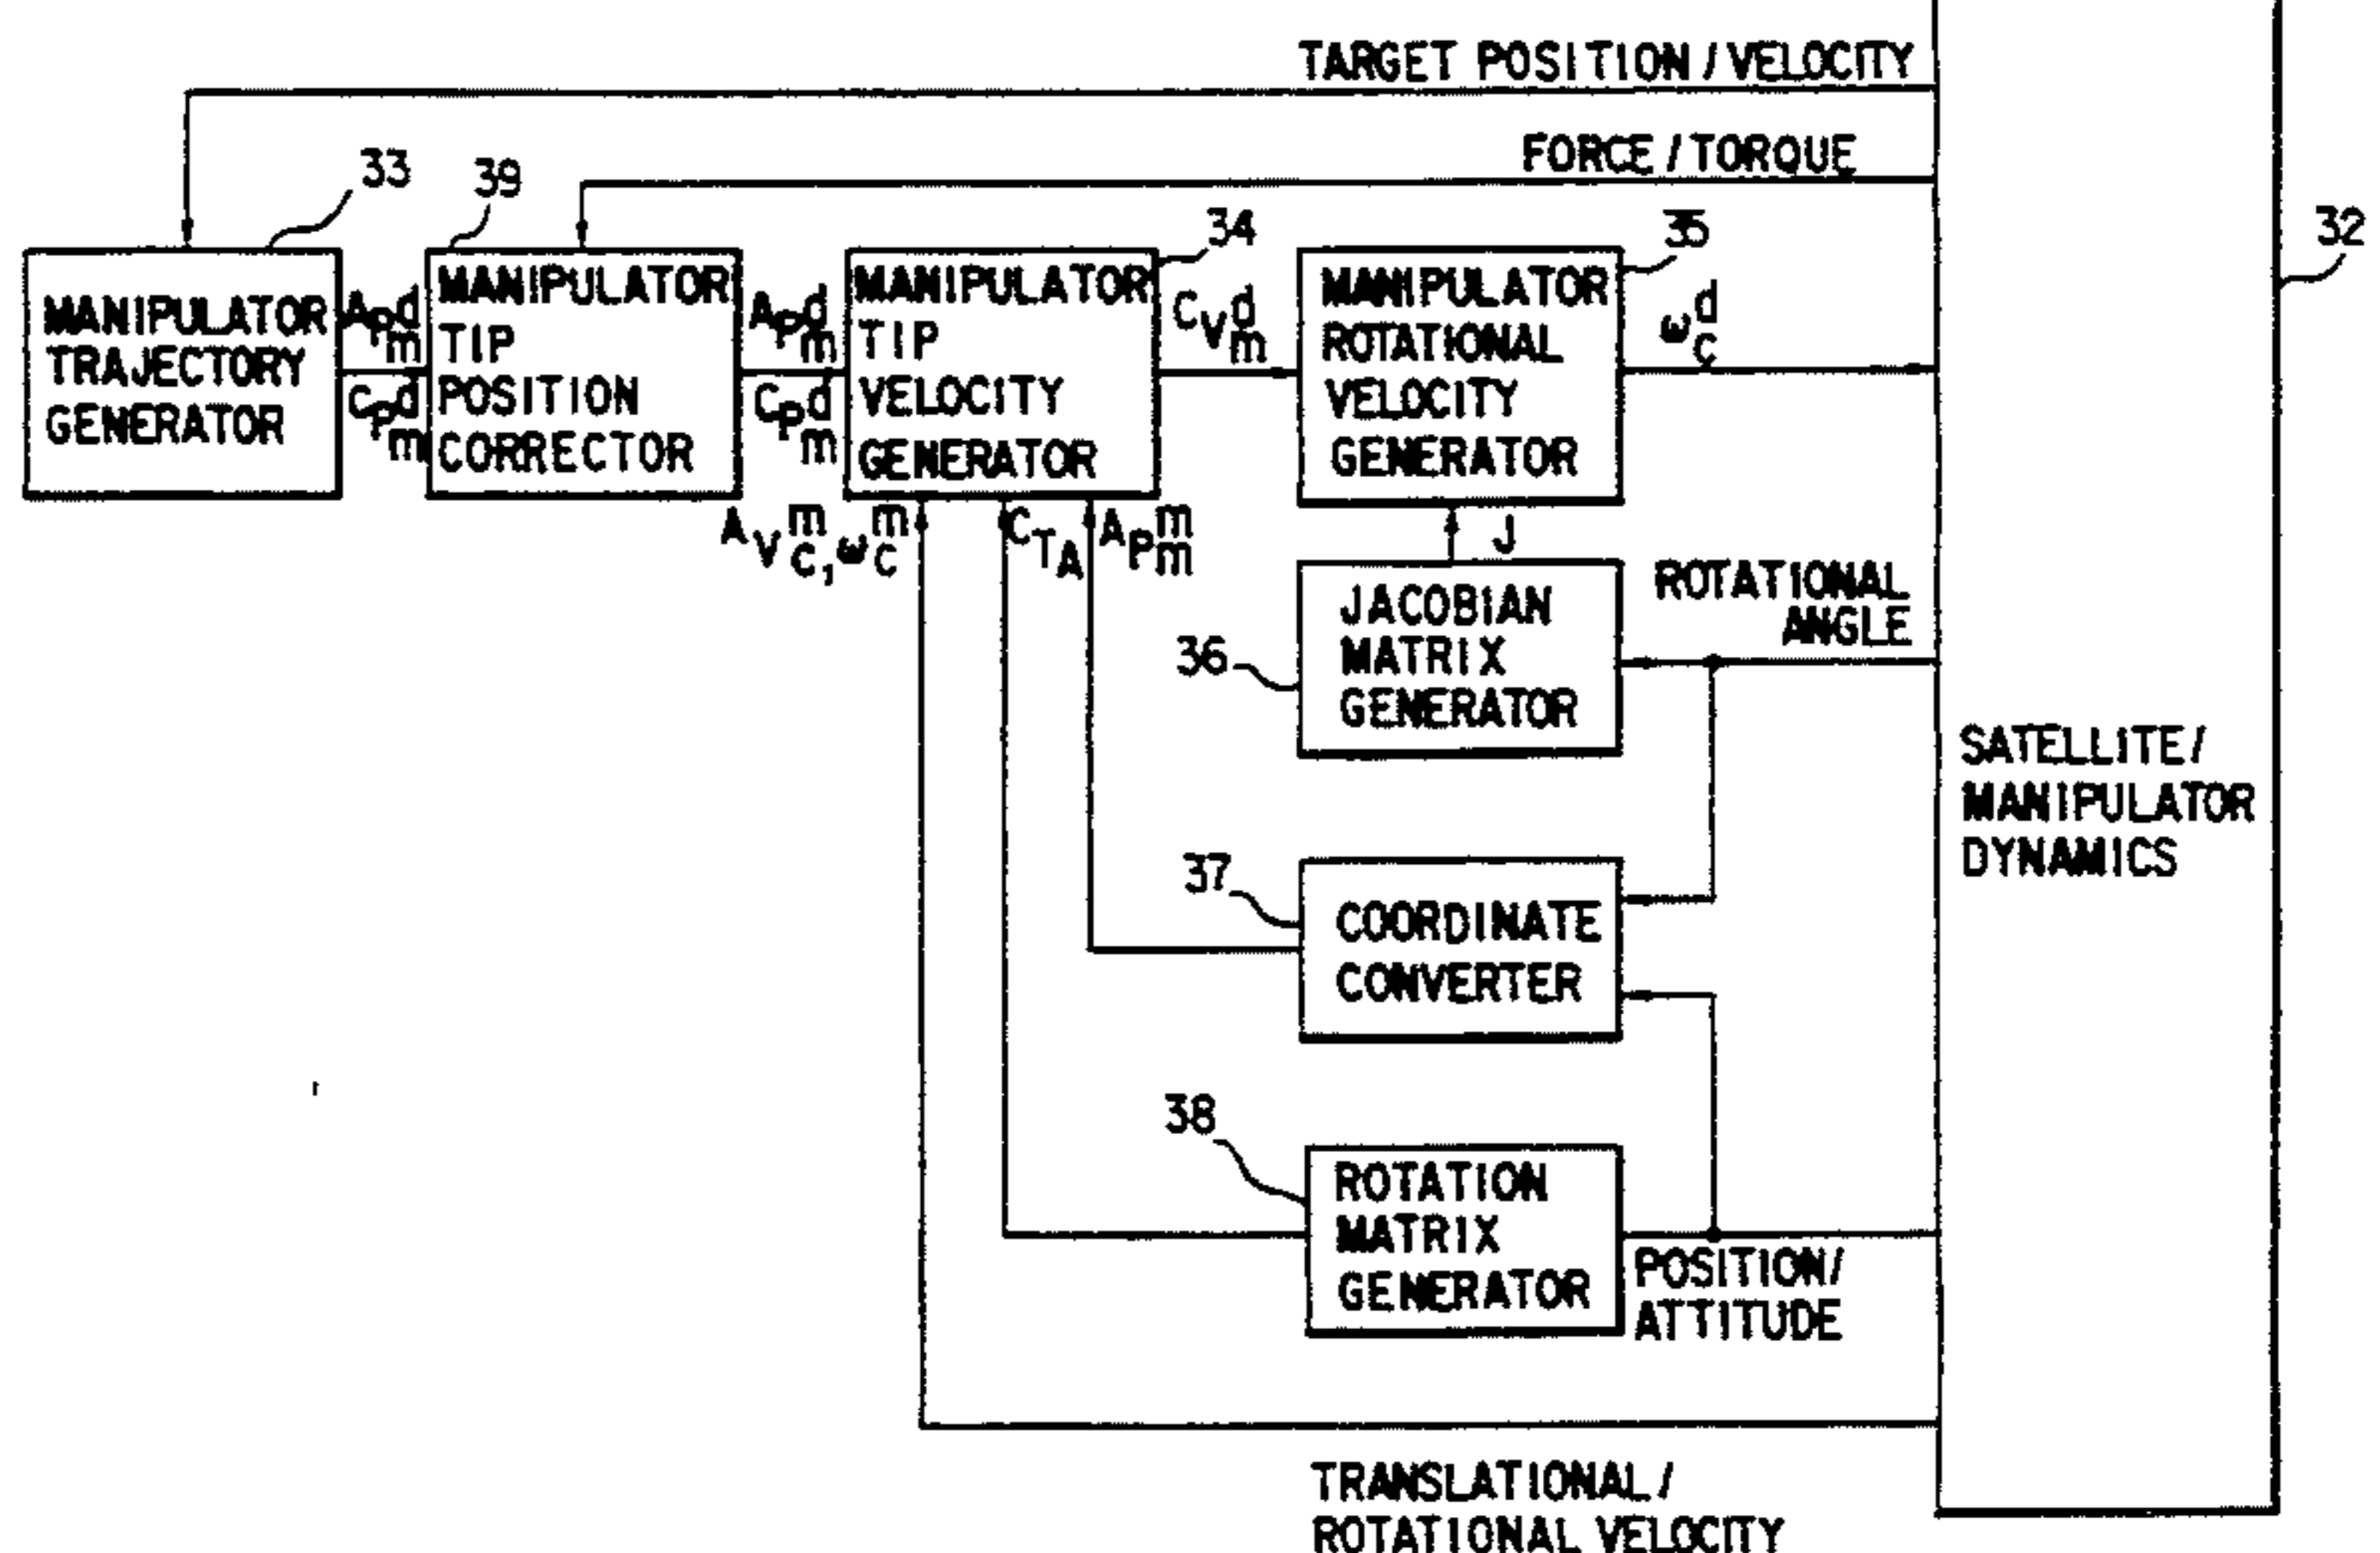 TARGET POSITION/VELOCITY
FORCE/TORQUE
33
39
34
35
32
MANIPULATOR
TRAJECTORY
GENERATOR
A P d m
C P d m
MANIPULATOR
TIP
POSITION
CORRECTOR
A P d m
C P d m
MANIPULATOR
TIP
VELOCITY
GENERATOR
C V d m
MANIPULATOR
ROTATIONAL
VELOCITY
GENERATOR
ω d c
A V m c, ω m c
C T A
A P m m
J
36
JACOBIAN
MATRIX
GENERATOR
ROTATIONAL
ANGLE
SATELLITE/
MANIPULATOR
DYNAMICS
37
COORDINATE
CONVERTER
38
ROTATION
MATRIX
GENERATOR
POSITION/
ATTITUDE
TRANSLATIONAL/
ROTATIONAL VELOCITY